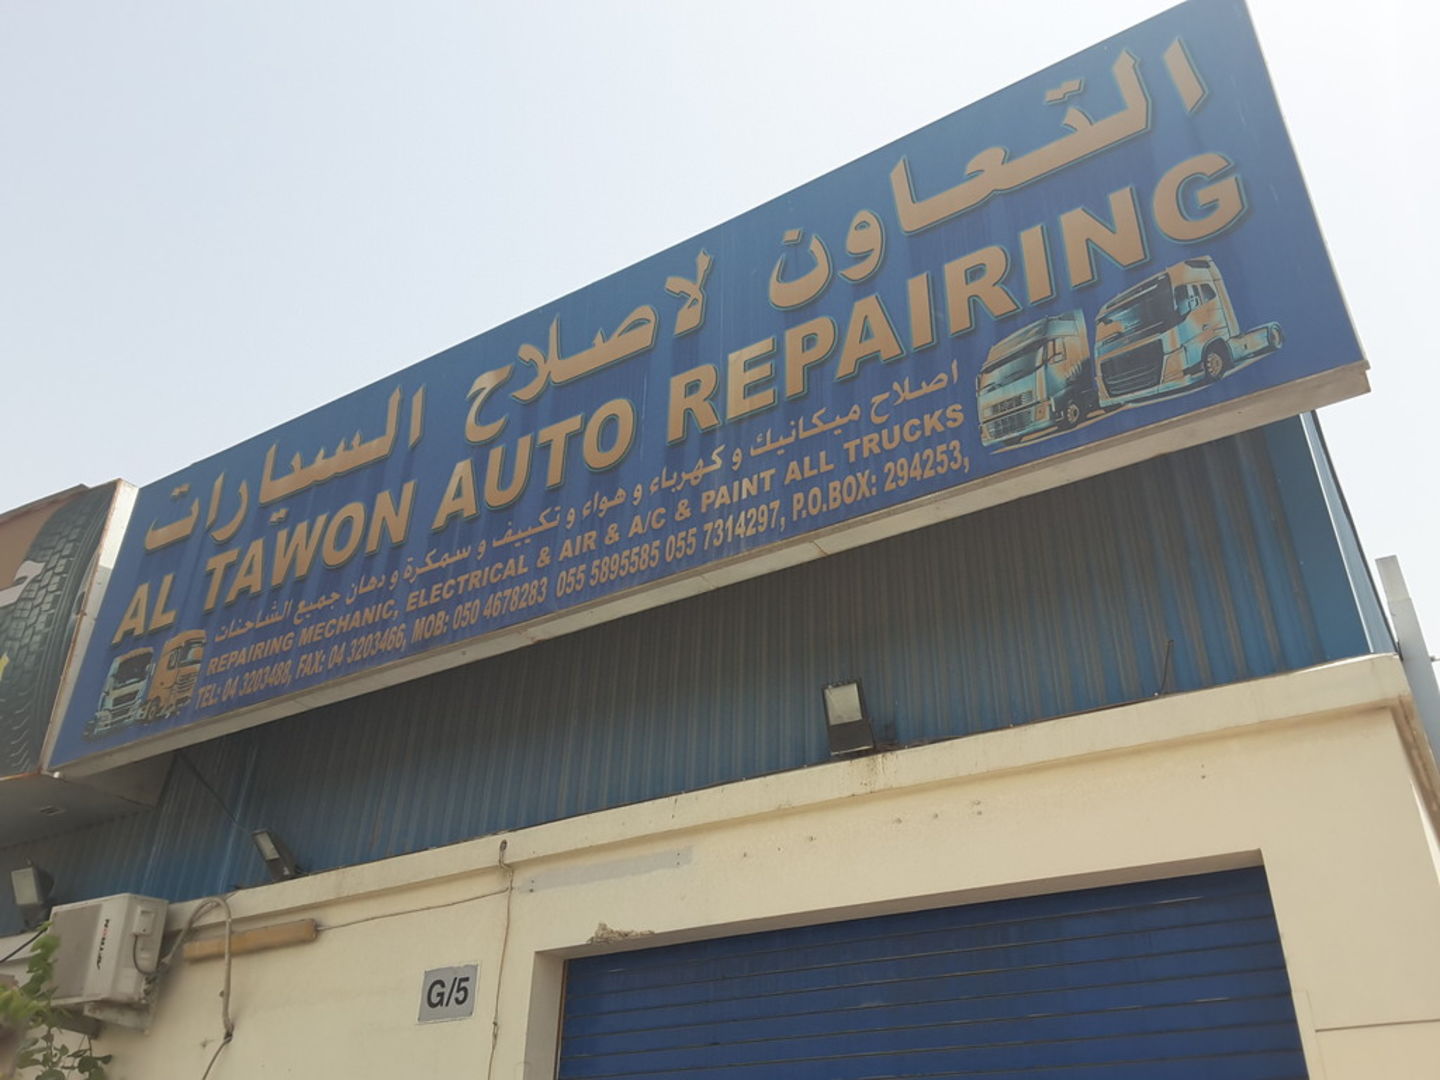 التعاون لاصلاح السيارات
AL TAWON AUTO REPAIRING
اصلاح ميكانيك و كهرباء و هواء و تكييف و سمكرة و دهان جميع الشاحنات
REPAIRING MECHANIC, ELECTRICAL & AIR & A/C & PAINT ALL TRUCKS
TEL: 04 3203488, FAX: 04 3203466, MOB: 050 4678283 055 5895585 055 7314297, P.O.BOX: 294253,
G/5